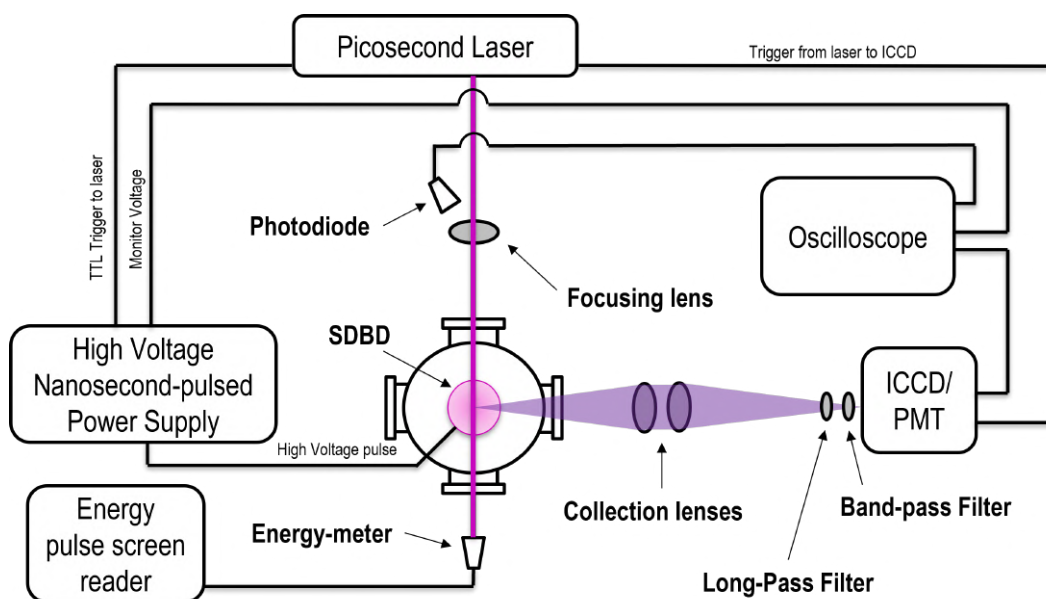 Picosecond Laser
Trigger from laser to ICCD
TTL Trigger to laser
Monitor Voltage
Photodiode
Oscilloscope
Focusing lens
SDBD
High Voltage
Nanosecond-pulsed
Power Supply
ICCD/
PMT
High Voltage pulse
Energy
pulse screen
reader
Energy-meter
Collection lenses
Band-pass Filter
Long-Pass Filter